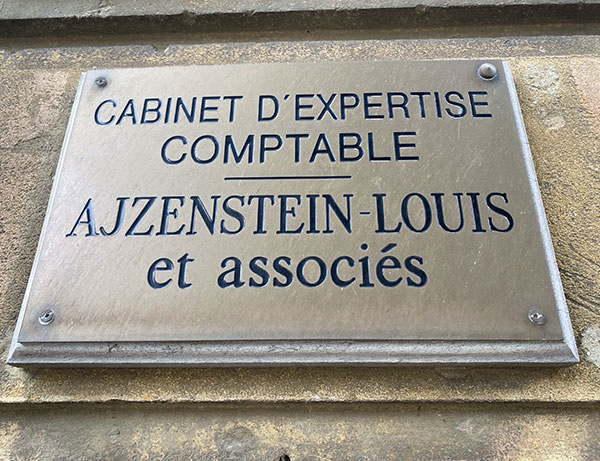 CABINET D'EXPERTISE
COMPTABLE
AJZENSTEIN-LOUIS
et associés